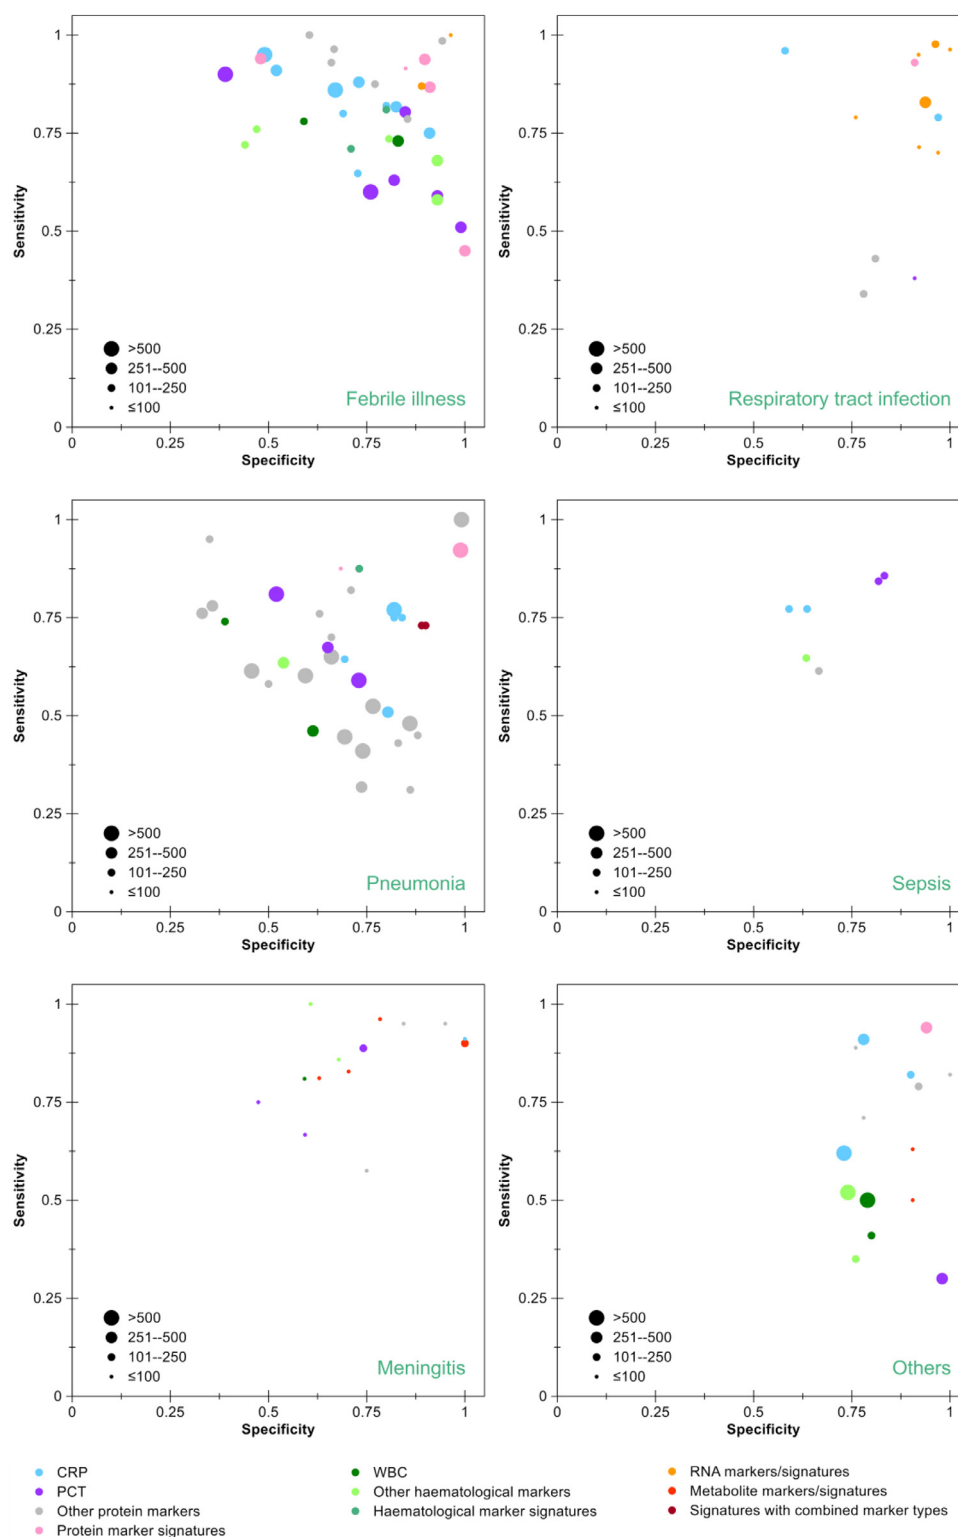 1
0.75
0.5
0.25
0
Sensitivity
>500
251--500
101--250
≤100
Febrile illness
0 0.25 0.5 0.75 1
Specificity
1
0.75
0.5
0.25
0
Sensitivity
>500
251--500
101--250
≤100
Respiratory tract infection
0 0.25 0.5 0.75 1
Specificity
1
0.75
0.5
0.25
0
Sensitivity
>500
251--500
101--250
≤100
Pneumonia
0 0.25 0.5 0.75 1
Specificity
1
0.75
0.5
0.25
0
Sensitivity
>500
251--500
101--250
≤100
Sepsis
0 0.25 0.5 0.75 1
Specificity
1
0.75
0.5
0.25
0
Sensitivity
>500
251--500
101--250
≤100
Meningitis
0 0.25 0.5 0.75 1
Specificity
1
0.75
0.5
0.25
0
Sensitivity
>500
251--500
101--250
≤100
Others
0 0.25 0.5 0.75 1
Specificity
CRP
PCT
Other protein markers
Protein marker signatures
WBC
Other haematological markers
Haematological marker signatures
RNA markers/signatures
Metabolite markers/signatures
Signatures with combined marker types